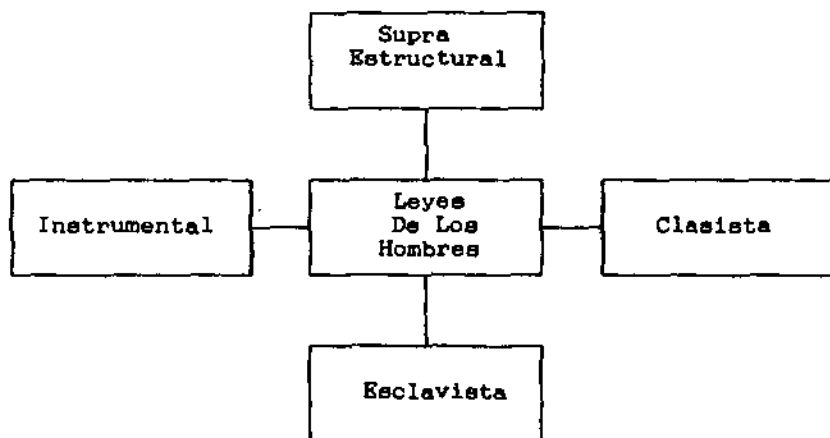 Supra
Estructural
Instrumental
Leyes
De Los
Hombres
Clasista
Esclavista